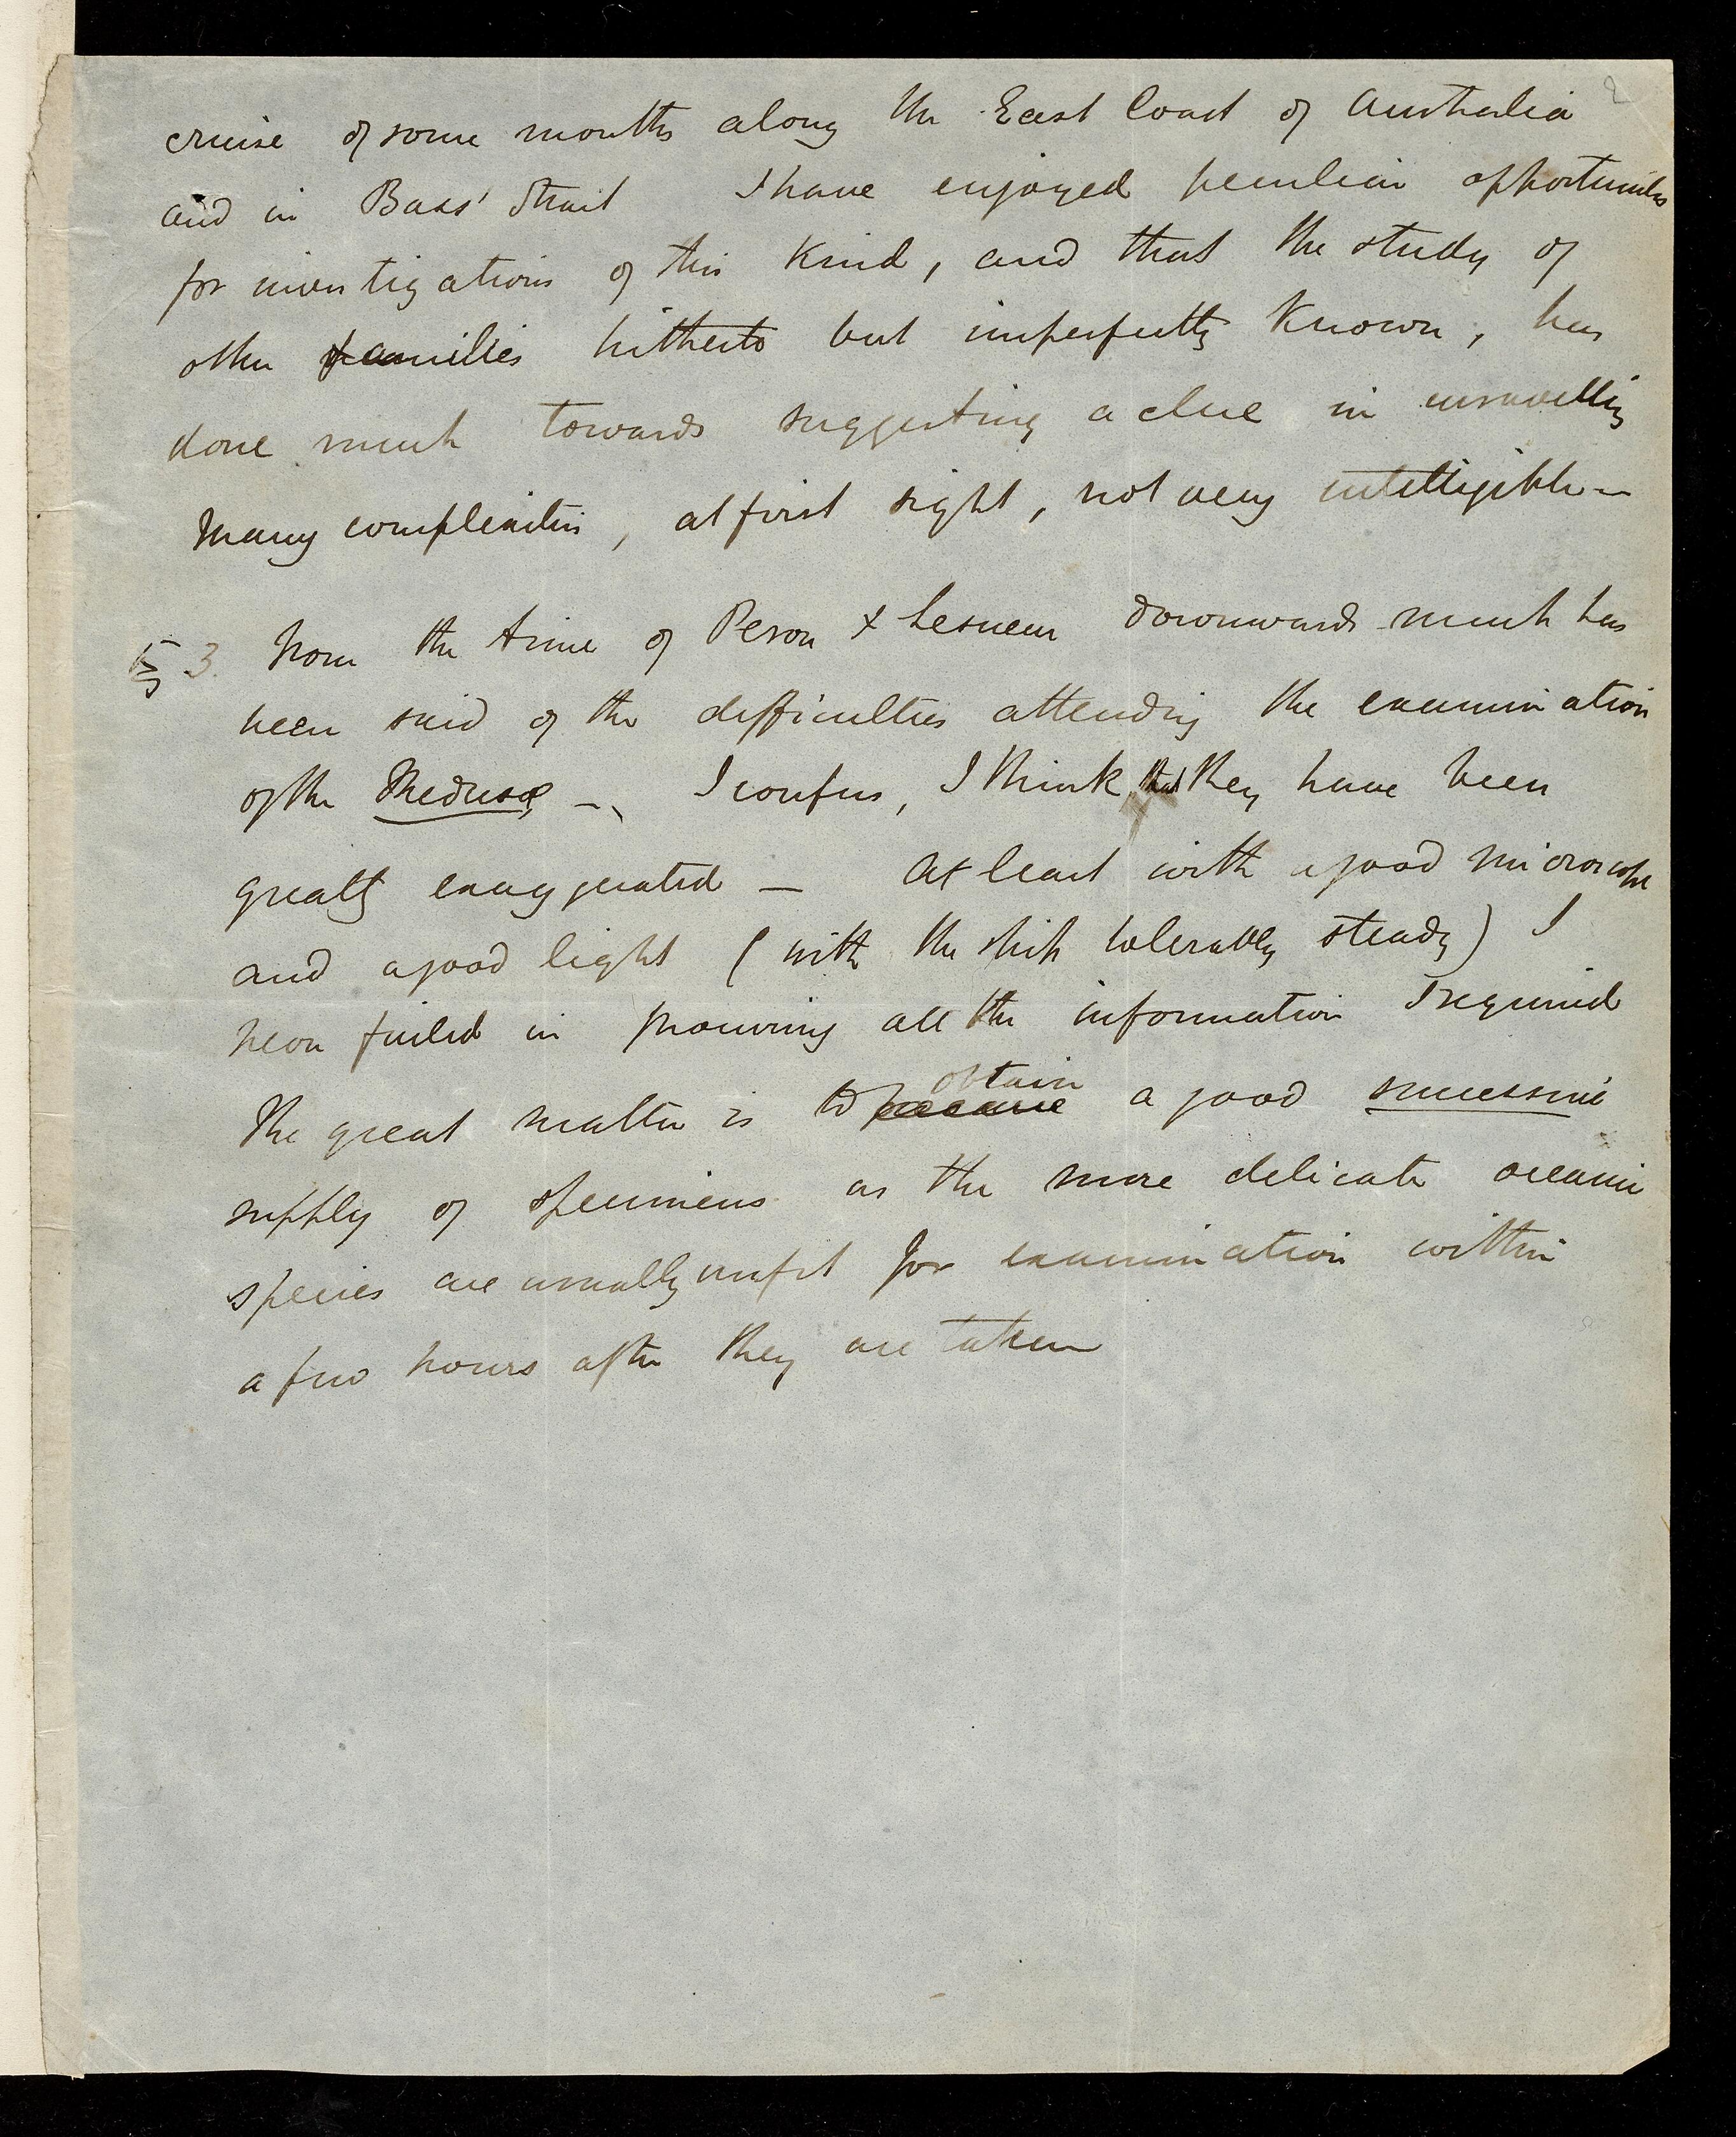 2
cruise of some months along the East Coast of Australia
and in Bass' Strait I have enjoyed peculiar opportunities
for investigations of this kind, and that the study of
other families hitherto but imperfectly known, has
done much towards suggesting a clue in unravelling
many complexities, at first sight, not very intelligible—
§ 3. From the time of Peron & Lesueur downwards much has
been said of the difficulties attending the examination
of the Medusæ — I confess, I think that they have been
greatly exaggerated — At least with a good microscope
and a good light (with the ship tolerably steady) I
never failed in procuring all the information I required
obtain
The great matter is to procure a good successive
supply of specimens as the more delicate oceanic
species are usually unfit for examination within
a few hours after they are taken